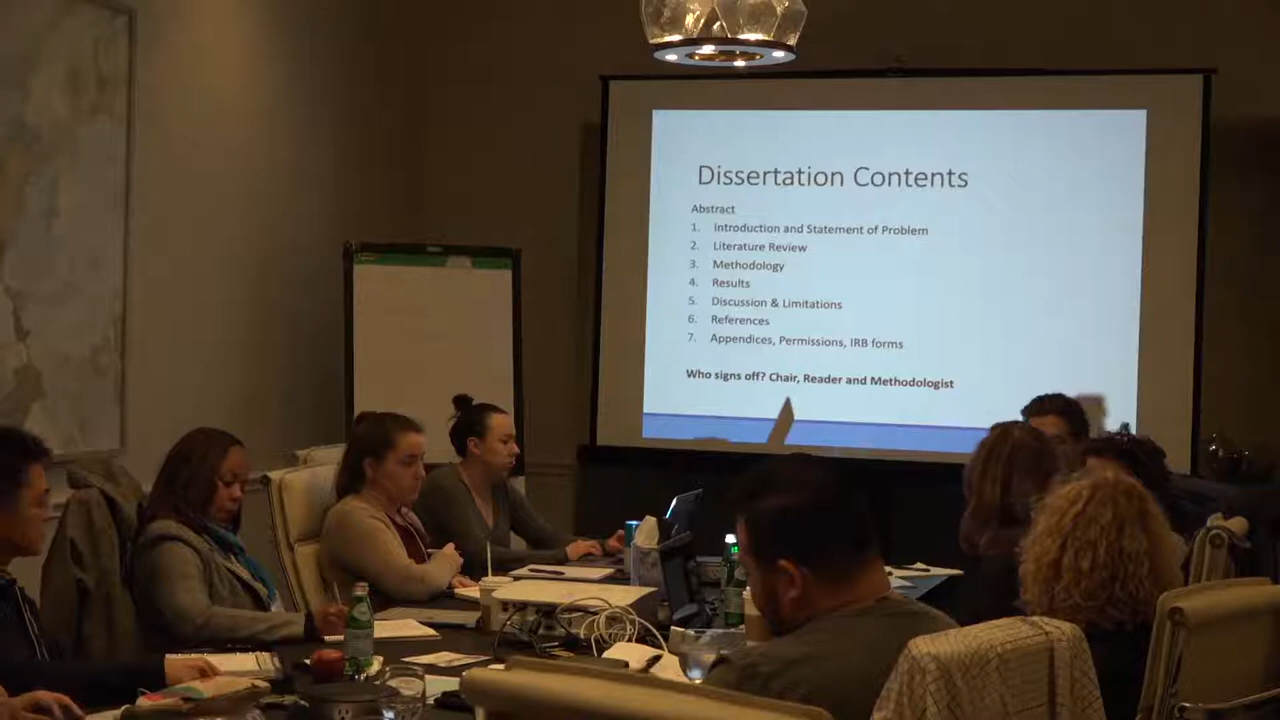 Dissertation Contents
Abstract
1. Introduction and Statement of Problem
2. Literature Review
3. Methodology
4. Results
5. Discussion & Limitations
6. References
7. Appendices, Permissions, IRB forms
Who signs off? Chair, Reader and Methodologist